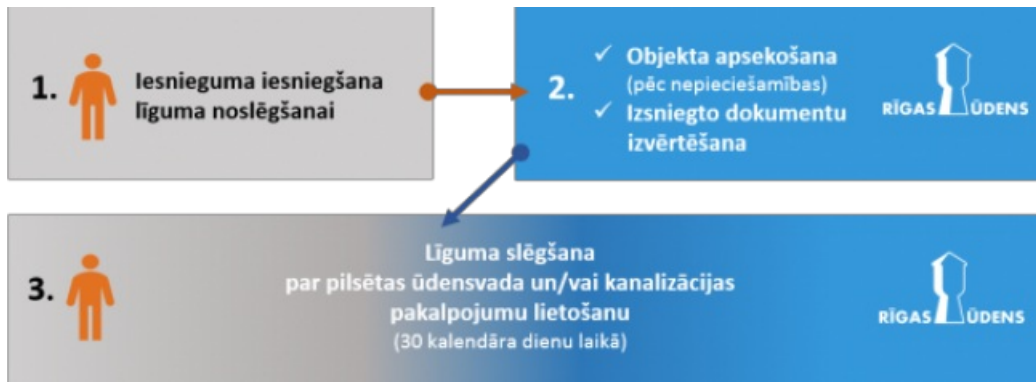 1.
Iesnieguma iesniegšana
līguma noslēgšanai
2.
✓ Objekta apsekošana
(pēc nepieciešamības)
✓ Izsniegto dokumentu
izvērtēšana
RĪGAS ŪDENS
3.
Līguma slēgšana
par pilsētas ūdensvada un/vai kanalizācijas
pakalpojumu lietošanu
(30 kalendāra dienu laikā)
RĪGAS ŪDENS